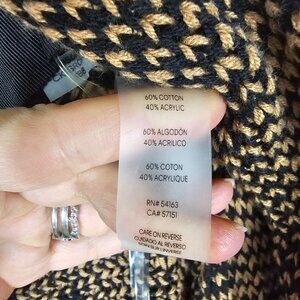 60% COTTON
40% ACRYLIC
60% ALGODÓN
40% ACRILICO
60% COTON
40% ACRYLIQUE
RN# 54163
CA# 57151
CARE ON REVERSE
CUIDADO AL REVERSO